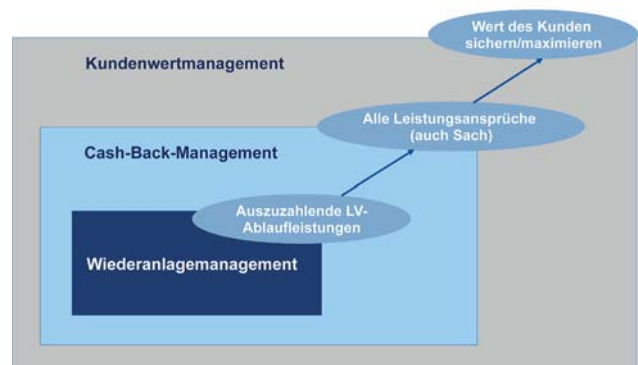 Wert des Kunden
sichern/maximieren
Kundenwertmanagement
Alle Leistungsansprüche
(auch Sach)
Cash-Back-Management
Auszuzahlende LV-
Ablaufleistungen
Wiederanlagemanagement